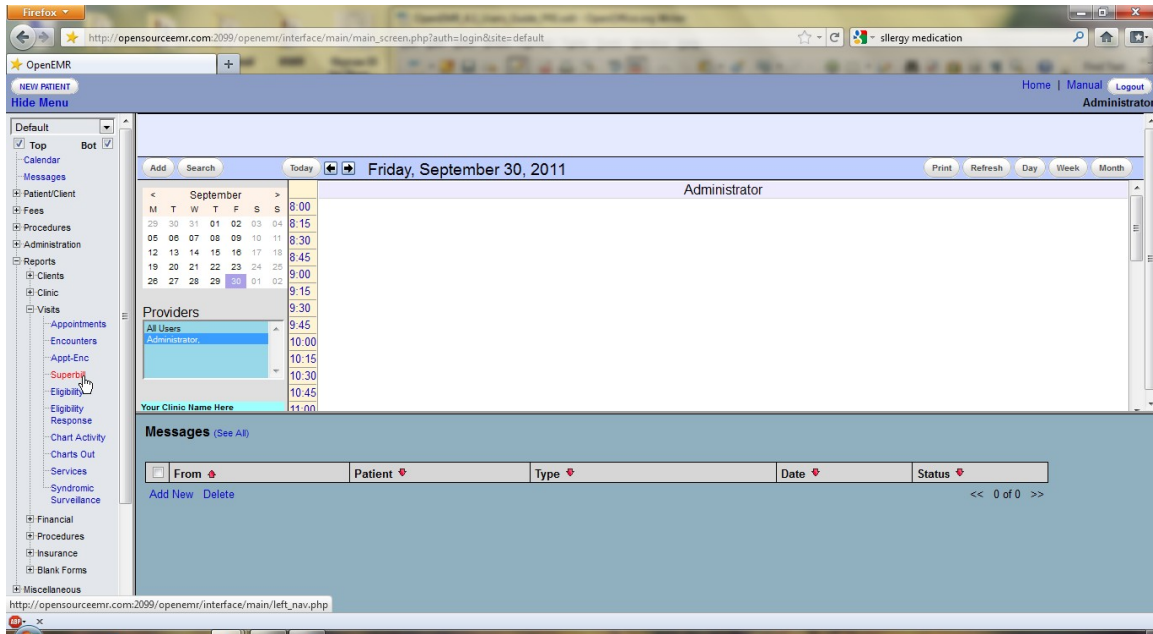 Firefox
http://opensourceemr.com:2099/openemr/interface/main/main_screen.php?auth=login&site=default
sllergy medication
OpenEMR
NEW PATIENT
Home | Manual Logout
Hide Menu
Administrator
Default
Top Bot
Calendar
Messages
Patient/Client
Fees
Procedures
Administration
Reports
Clients
Clinic
Visits
Appointments
Encounters
Appt-Enc
Superbill
Eligibility
Eligibility
Response
Chart Activity
Charts Out
Services
Syndromic
Surveillance
Financial
Procedures
Insurance
Blank Forms
Miscellaneous
Add Search Today Friday, September 30, 2011 Print Refresh Day Week Month
< September >
M T W T F S S
29 30 31 01 02 03 04
05 06 07 08 09 10 11
12 13 14 15 16 17 18
19 20 21 22 23 24 25
26 27 28 29 30 01 02
Providers
All Users
Administrator,
Your Clinic Name Here
Administrator
8:00
8:15
8:30
8:45
9:00
9:15
9:30
9:45
10:00
10:15
10:30
10:45
11:00
Messages (See All)
From Patient Type Date Status
Add New Delete << 0 of 0 >>
http://opensourceemr.com:2099/openemr/interface/main/left_nav.php
ABP x